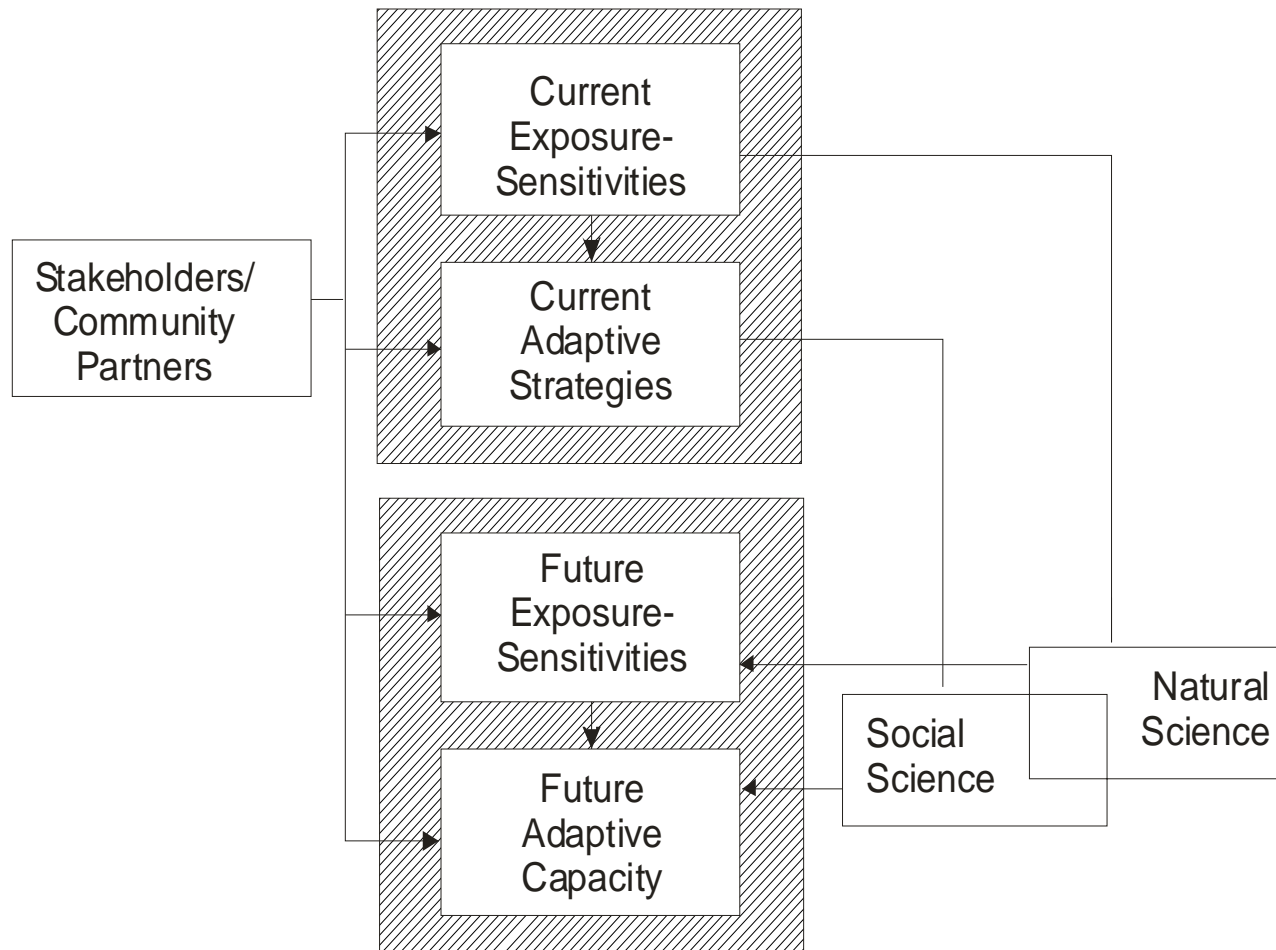 Current
Exposure-
Sensitivities
Stakeholders/
Community
Partners
Current
Adaptive
Strategies
Future
Exposure-
Sensitivities
Natural
Science
Social
Science
Future
Adaptive
Capacity